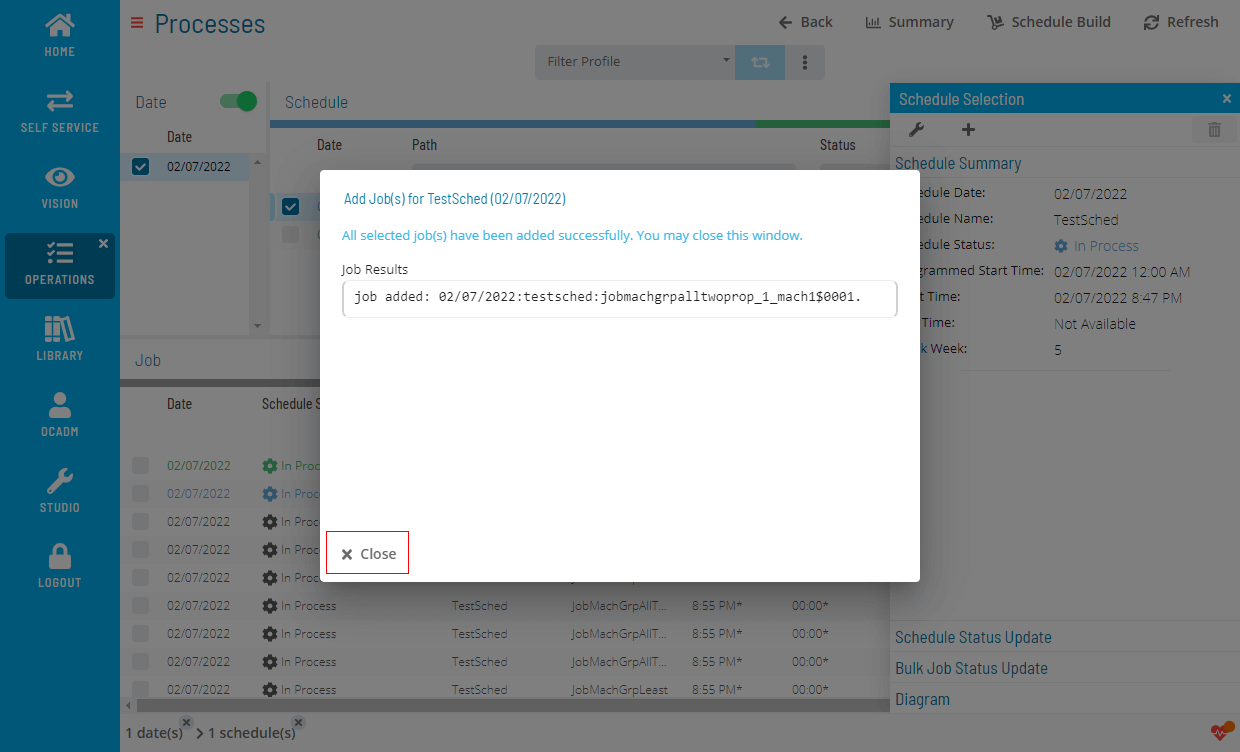 HOME
SELF SERVICE
VISION
OPERATIONS
LIBRARY
OCADM
STUDIO
LOGOUT
Processes
Back
Summary
Schedule Build
Refresh
Filter Profile
Date
Date
02/07/2022
Schedule
Date Path Status
Schedule Selection
Schedule Summary
edule Date: 02/07/2022
edule Name: TestSched
edule Status: In Process
grammed Start Time: 02/07/2022 12:00 AM
t Time: 02/07/2022 8:47 PM
Time: Not Available
k Week: 5
Schedule Status Update
Bulk Job Status Update
Diagram
Add Job(s) for TestSched (02/07/2022)
All selected job(s) have been added successfully. You may close this window.
Job Results
job added: 02/07/2022:testsched:jobmachgrpalltwoprop_1_mach1$0001.
Close
Job
Date Schedule S
02/07/2022 In Proc
02/07/2022 In Proc
02/07/2022 In Proc
02/07/2022 In Proc
02/07/2022 In Proc
02/07/2022 In Process TestSched JobMachGrpAllT... 8:55 PM* 00:00*
02/07/2022 In Process TestSched JobMachGrpAllT... 8:55 PM* 00:00*
02/07/2022 In Process TestSched JobMachGrpAllT... 8:55 PM* 00:00*
02/07/2022 In Process TestSched JobMachGrpLeast 8:55 PM* 00:00*
1 date(s) 1 schedule(s)